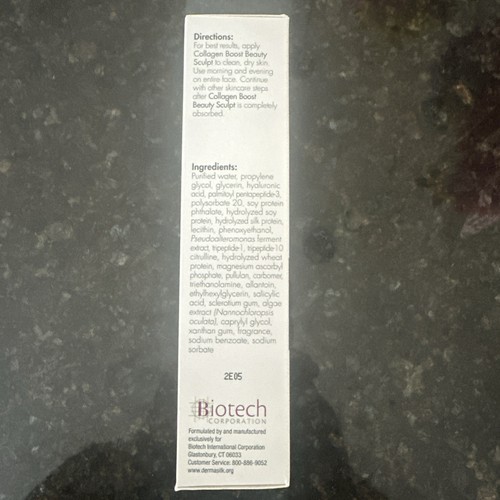 Directions:
For best results, apply
Collagen Boost Beauty
Sculpt to clean, dry skin.
Use morning and evening
on entire face. Continue
with other skincare steps
after Collagen Boost
Beauty Sculpt is completely
absorbed.
Ingredients:
Purified water, propylene
glycol, glycerin, hyaluronic
acid, palmitoyl pentapeptide-3,
polysorbate 20, soy protein
phthalate, hydrolyzed soy
protein, hydrolyzed silk protein,
lecithin, phenoxyethanol,
Pseudoalteromonas ferment
extract, tripeptide-1, tripeptide-10
citrulline, hydrolyzed wheat
protein, magnesium ascorbyl
phosphate, pullulan, carbomer,
triethanolamine, allantoin,
ethylhexylglycerin, salicylic
acid, sclerotium gum, algae
extract (Nannochloropsis
oculata), caprylyl glycol,
xanthan gum, fragrance,
sodium benzoate, sodium
sorbate
2E05
Biotech
CORPORATION
Formulated by and manufactured
exclusively for
Biotech International Corporation
Glastonbury, CT 06033
Customer Service: 800-886-9052
www.dermasilk.org